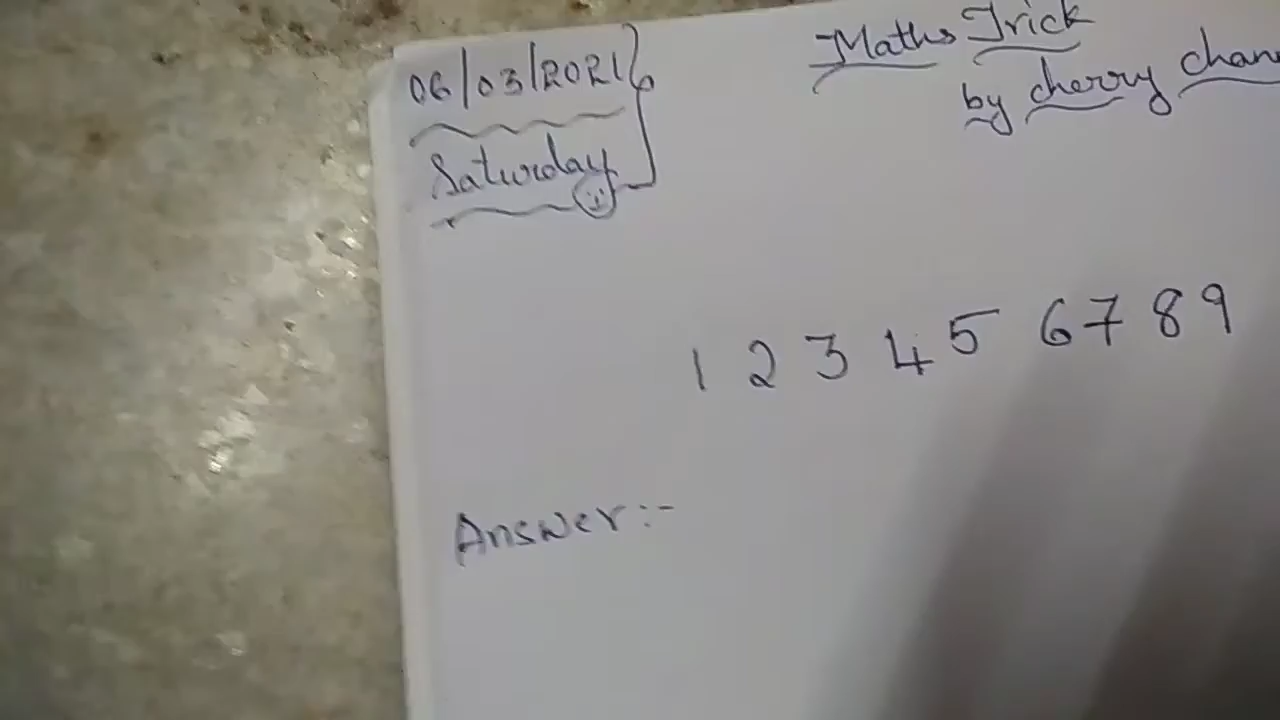 06/03/2021
Saturday
Maths Trick
by cherry
1 2 3 4 5 6 7 8 9
Answer:-